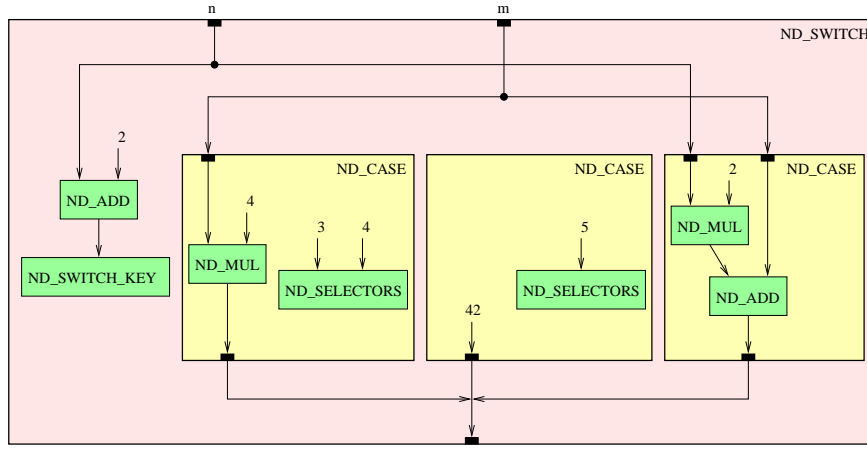 n
m
ND_SWITCH
2
ND_ADD
ND_SWITCH_KEY
ND_CASE
4
ND_MUL
3
4
ND_SELECTORS
ND_CASE
5
ND_SELECTORS
42
ND_CASE
2
ND_MUL
ND_ADD